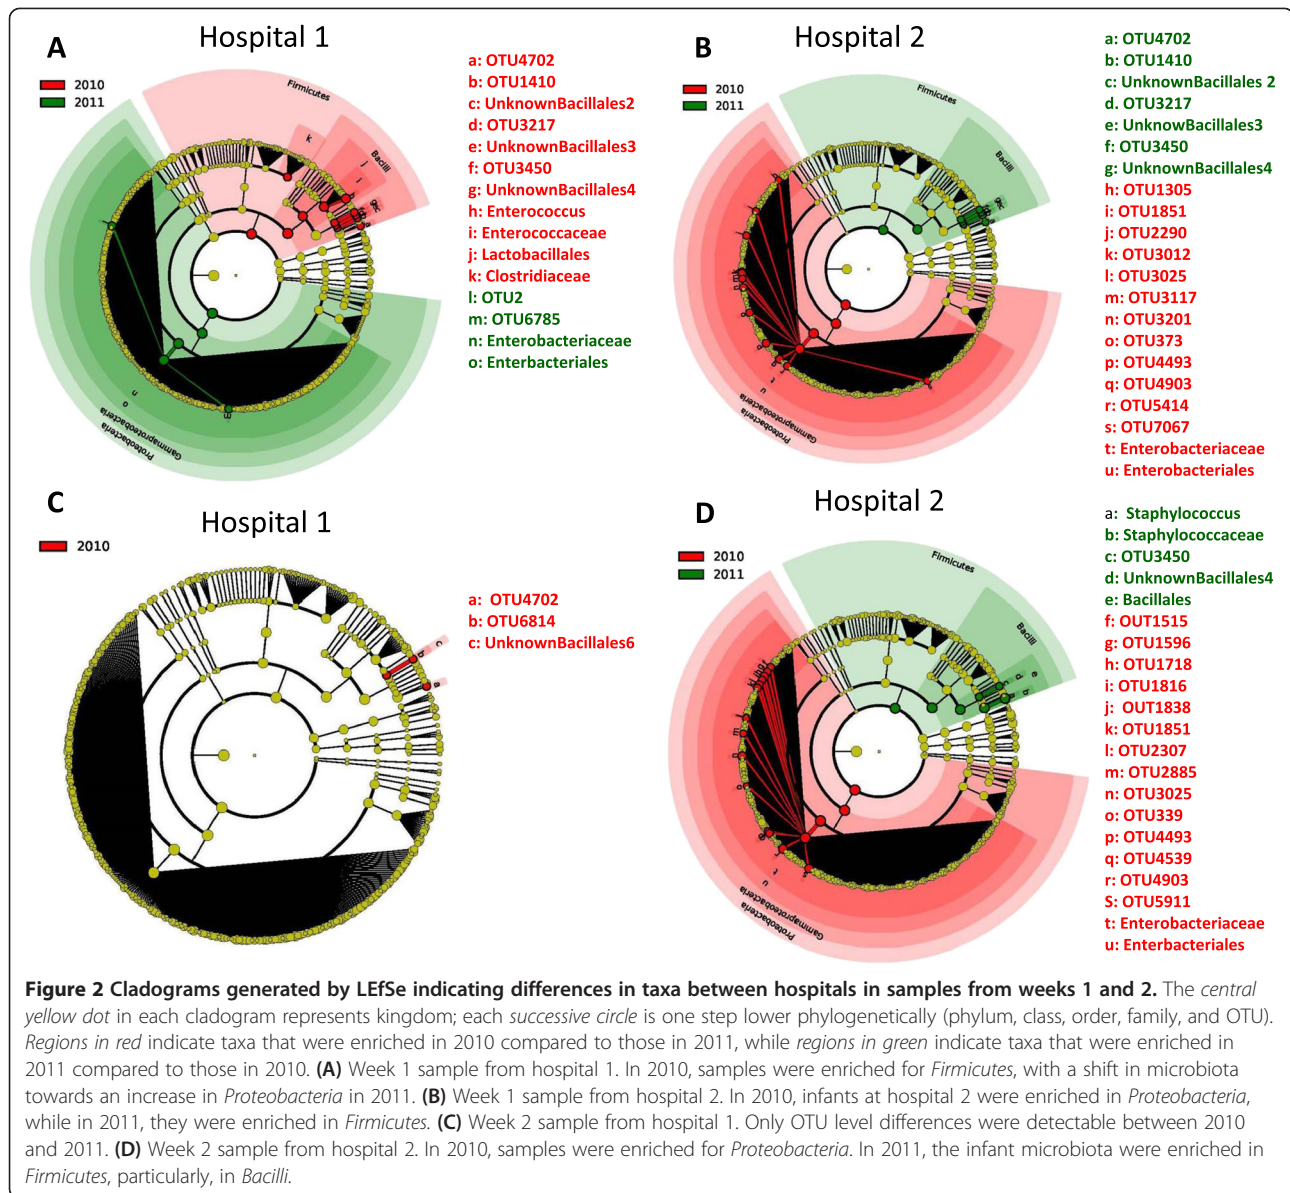 A
Hospital 1
2010
2011
Firmicutes
Bacilli
k
j
i
n
o
Gammaproteobacteria
Proteobacteria
a: OTU4702
b: OTU1410
c: UnknownBacillales2
d: OTU3217
e: UnknownBacillales3
f: OTU3450
g: UnknownBacillales4
h: Enterococcus
i: Enterococcaceae
j: Lactobacillales
k: Clostridiaceae
l: OTU2
m: OTU6785
n: Enterobacteriaceae
o: Enterbacteriales
B
Hospital 2
2010
2011
Firmicutes
Bacilli
u
t
Gammaproteobacteria
Proteobacteria
a: OTU4702
b: OTU1410
c: UnknownBacillales 2
d. OTU3217
e: UnknowBacillales3
f: OTU3450
g: UnknownBacillales4
h: OTU1305
i: OTU1851
j: OTU2290
k: OTU3012
l: OTU3025
m: OTU3117
n: OTU3201
o: OTU373
p: OTU4493
q: OTU4903
r: OTU5414
s: OTU7067
t: Enterobacteriaceae
u: Enterobacteriales
C
Hospital 1
2010
c
b
a
a: OTU4702
b: OTU6814
c: UnknownBacillales6
D
Hospital 2
2010
2011
Firmicutes
Bacilli
e
c
d
b
u
t
Gammaproteobacteria
Proteobacteria
a: Staphylococcus
b: Staphylococcaceae
c: OTU3450
d: UnknownBacillales4
e: Bacillales
f: OUT1515
g: OTU1596
h: OTU1718
i: OTU1816
j: OUT1838
k: OTU1851
l: OTU2307
m: OTU2885
n: OTU3025
o: OTU339
p: OTU4493
q: OTU4539
r: OTU4903
S: OTU5911
t: Enterobacteriaceae
u: Enterbacteriales
Figure 2 Cladograms generated by LEfSe indicating differences in taxa between hospitals in samples from weeks 1 and 2. The central
yellow dot in each cladogram represents kingdom; each successive circle is one step lower phylogenetically (phylum, class, order, family, and OTU).
Regions in red indicate taxa that were enriched in 2010 compared to those in 2011, while regions in green indicate taxa that were enriched in
2011 compared to those in 2010. (A) Week 1 sample from hospital 1. In 2010, samples were enriched for Firmicutes, with a shift in microbiota
towards an increase in Proteobacteria in 2011. (B) Week 1 sample from hospital 2. In 2010, infants at hospital 2 were enriched in Proteobacteria,
while in 2011, they were enriched in Firmicutes. (C) Week 2 sample from hospital 1. Only OTU level differences were detectable between 2010
and 2011. (D) Week 2 sample from hospital 2. In 2010, samples were enriched for Proteobacteria. In 2011, the infant microbiota were enriched in
Firmicutes, particularly, in Bacilli.